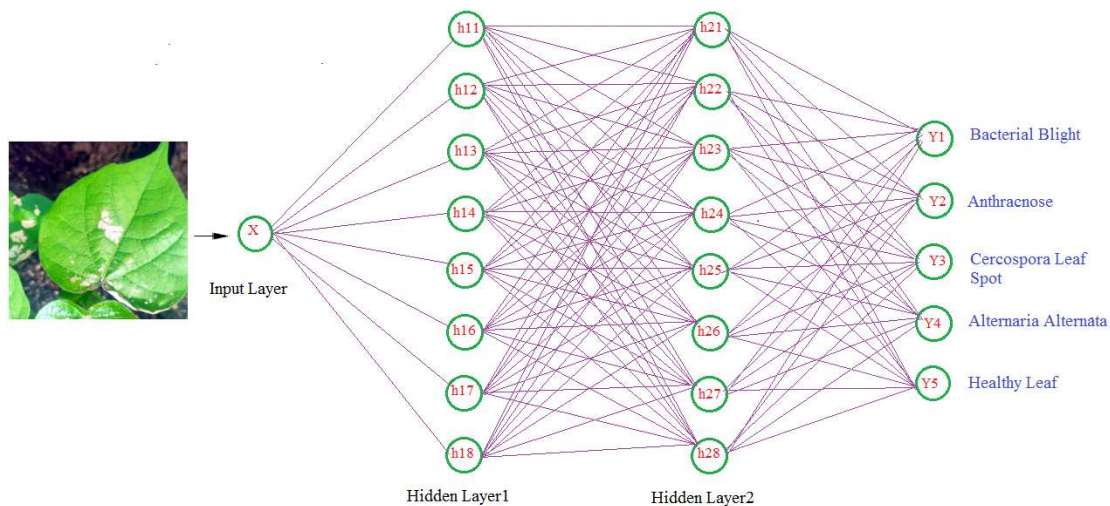 h11
h12
h13
h14
h15
h16
h17
h18
Hidden Layer1
X
Input Layer
h21
h22
h23
h24
h25
h26
h27
h28
Hidden Layer2
Y1 Bacterial Blight
Y2 Anthracnose
Y3 Cercospora Leaf
Spot
Y4 Alternaria Alternata
Y5 Healthy Leaf